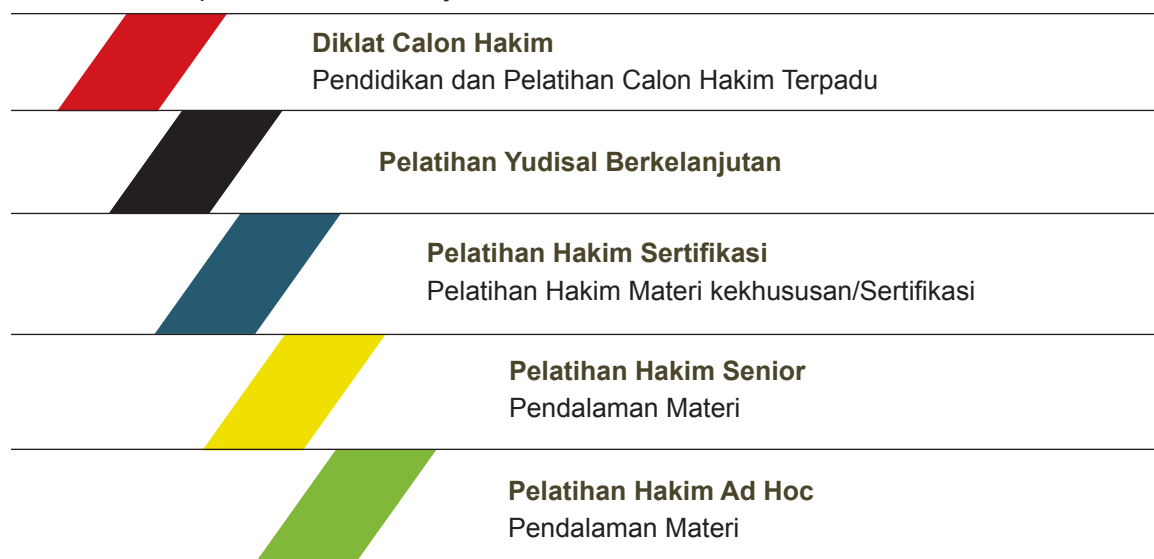 Diklat Calon Hakim
Pendidikan dan Pelatihan Calon Hakim Terpadu
Pelatihan Yudisal Berkelanjutan
Pelatihan Hakim Sertifikasi
Pelatihan Hakim Materi kekhususan/Sertifikasi
Pelatihan Hakim Senior
Pendalaman Materi
Pelatihan Hakim Ad Hoc
Pendalaman Materi